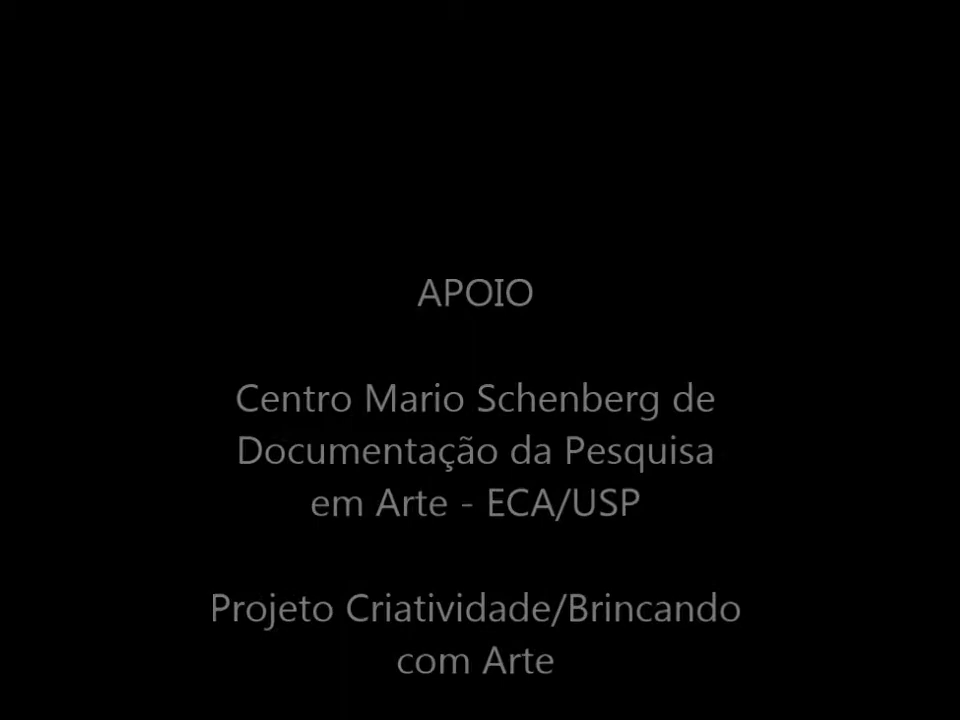 APOIO
Centro Mario Schenberg de
Documentação da Pesquisa
em Arte - ECA/USP
Projeto Criatividade/Brincando
com Arte